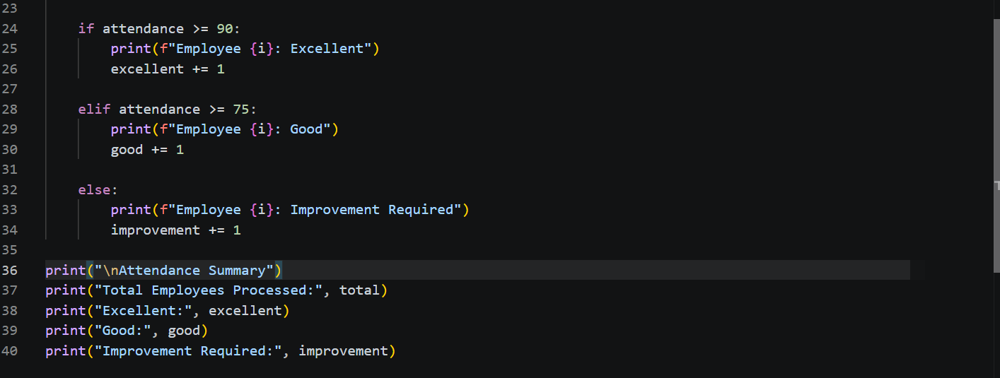 23
24 if attendance >= 90:
25 print(f"Employee {i}: Excellent")
26 excellent += 1
27
28 elif attendance >= 75:
29 print(f"Employee {i}: Good")
30 good += 1
31
32 else:
33 print(f"Employee {i}: Improvement Required")
34 improvement += 1
35
36 print("\nAttendance Summary")
37 print("Total Employees Processed:", total)
38 print("Excellent:", excellent)
39 print("Good:", good)
40 print("Improvement Required:", improvement)